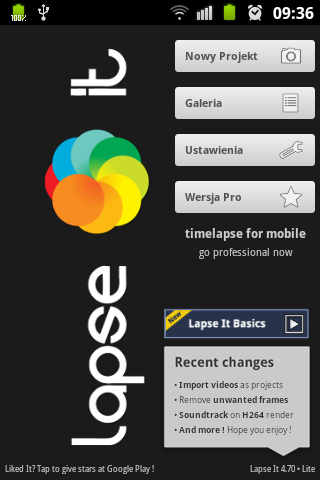 100%
09:36
lapse it
Nowy Projekt
Galeria
Ustawienia
Wersja Pro
timelapse for mobile
go professional now
New
Lapse It Basics
Recent changes
• Import videos as projects
• Remove unwanted frames
• Soundtrack on H264 render
• And more ! Hope you enjoy !
Liked It? Tap to give stars at Google Play !
Lapse It 4.70 • Lite